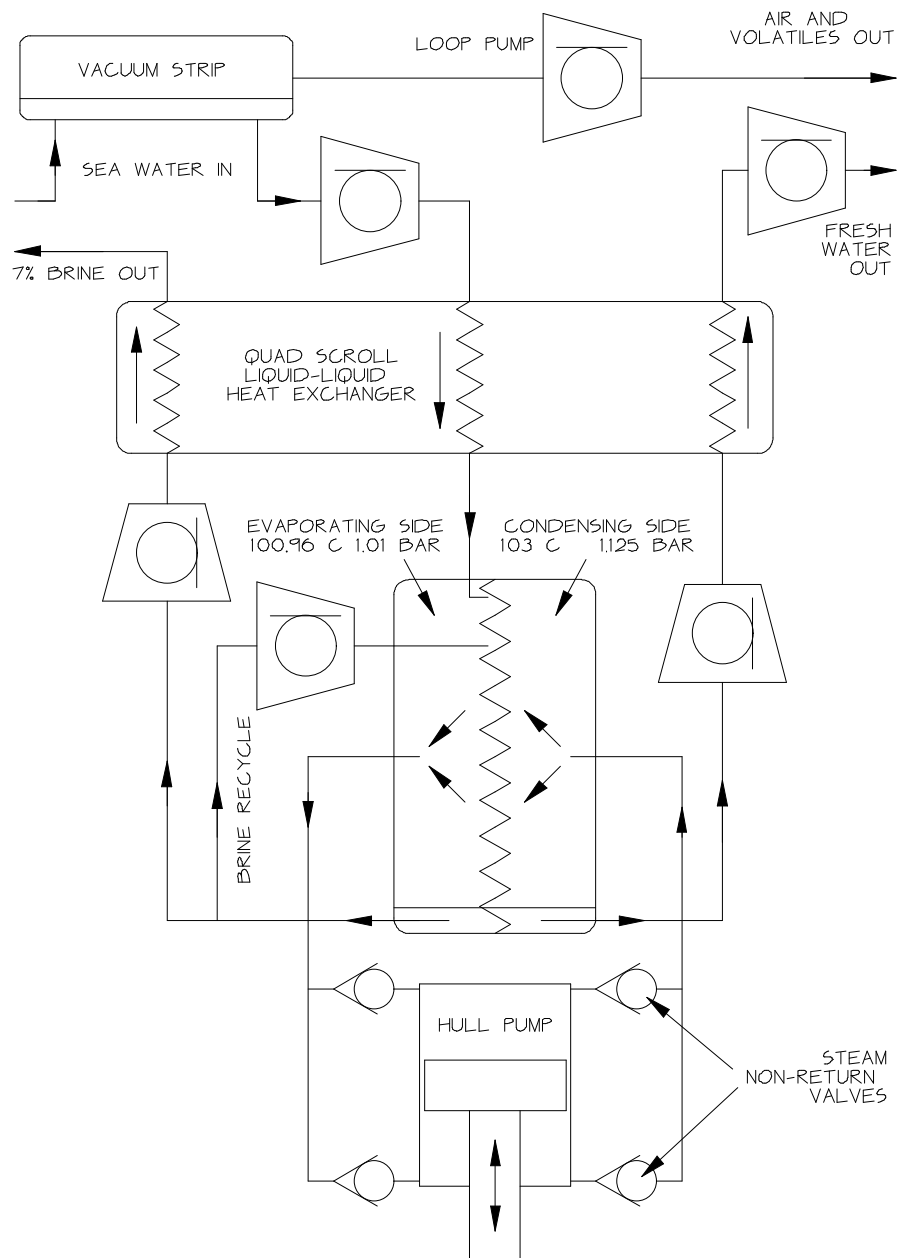 AIR AND
VOLATILES OUT
LOOP PUMP
VACUUM STRIP
SEA WATER IN
FRESH
WATER
OUT
7% BRINE OUT
QUAD SCROLL
LIQUID-LIQUID
HEAT EXCHANGER
EVAPORATING SIDE
100.96 C 1.01 BAR
CONDENSING SIDE
103 C 1.125 BAR
BRINE RECYCLE
HULL PUMP
STEAM
NON-RETURN
VALVES